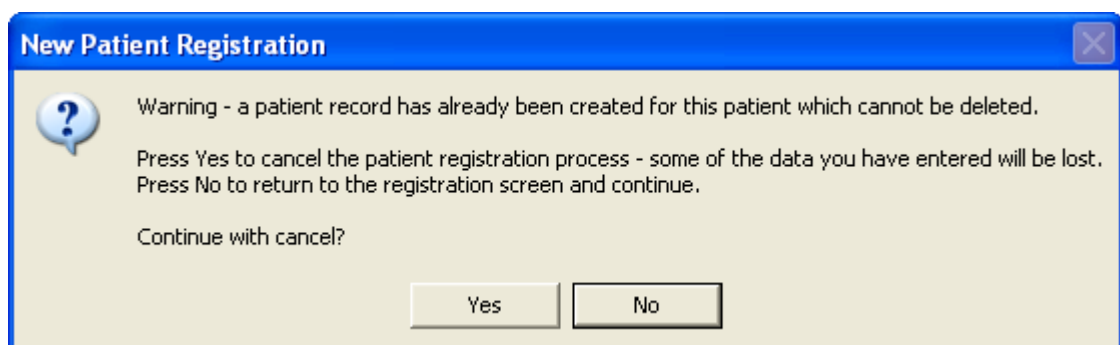 New Patient Registration
Warning - a patient record has already been created for this patient which cannot be deleted.
Press Yes to cancel the patient registration process - some of the data you have entered will be lost.
Press No to return to the registration screen and continue.
Continue with cancel?
Yes
No